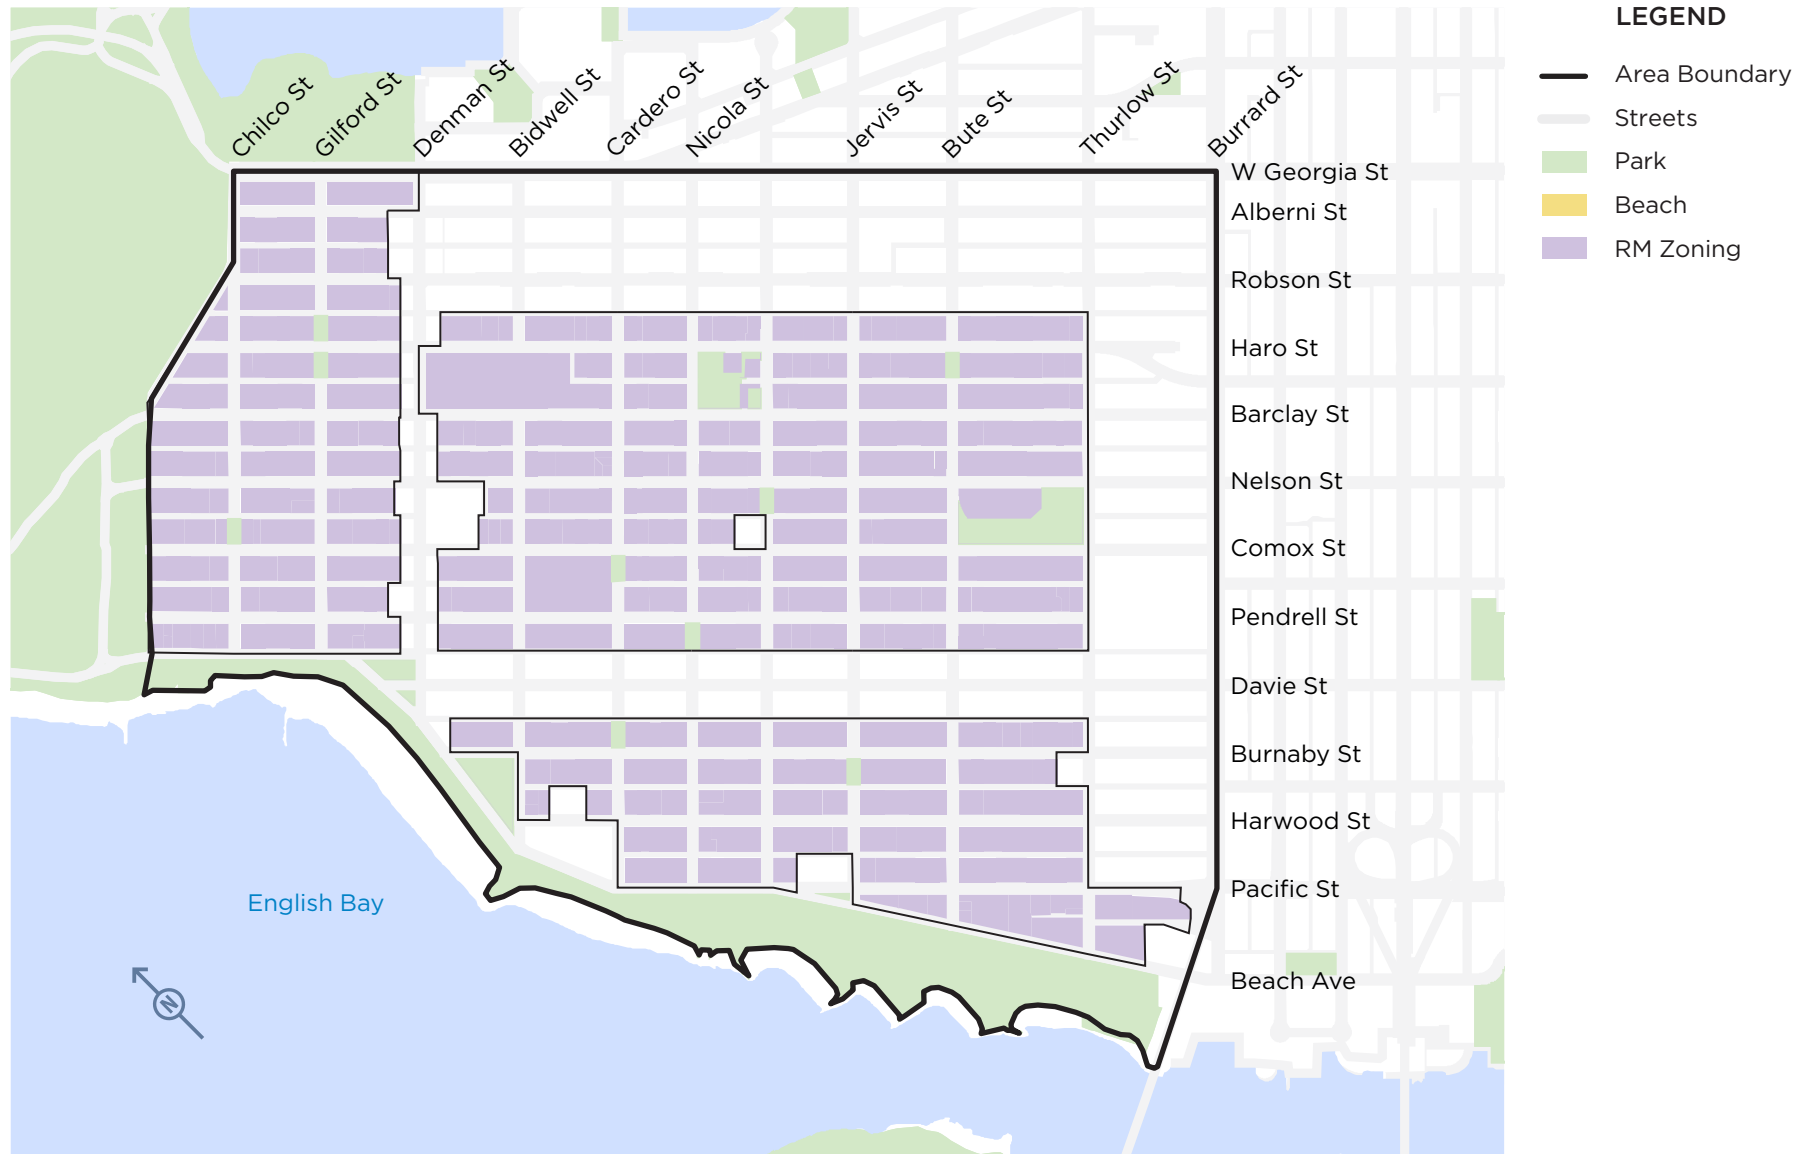 LEGEND
Area Boundary
Streets
Park
Beach
RM Zoning
Chilco St
Gilford St
Denman St
Bidwell St
Cardero St
Nicola St
Jervis St
Bute St
Thurlow St
Burrard St
W Georgia St
Alberni St
Robson St
Haro St
Barclay St
Nelson St
Comox St
Pendrell St
Davie St
Burnaby St
Harwood St
Pacific St
Beach Ave
English Bay
N